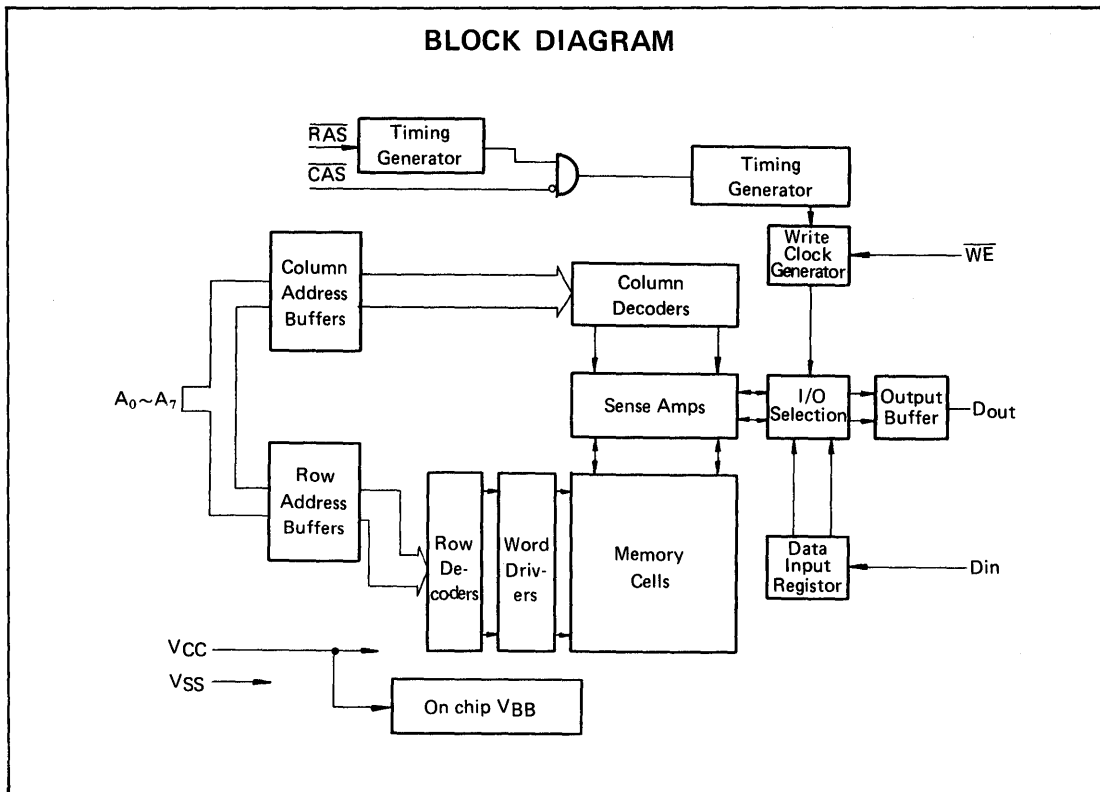 BLOCK DIAGRAM
RAS
Timing
Generator
CAS
Timing
Generator
Write
Clock
Generator
WE
Column
Address
Buffers
Column
Decoders
A0~A7
Sense Amps
I/O
Selection
Output
Buffer
Dout
Row
Address
Buffers
Row
De-
coders
Word
Driv-
ers
Memory
Cells
Data
Input
Registor
Din
VCC
VSS
On chip VBB